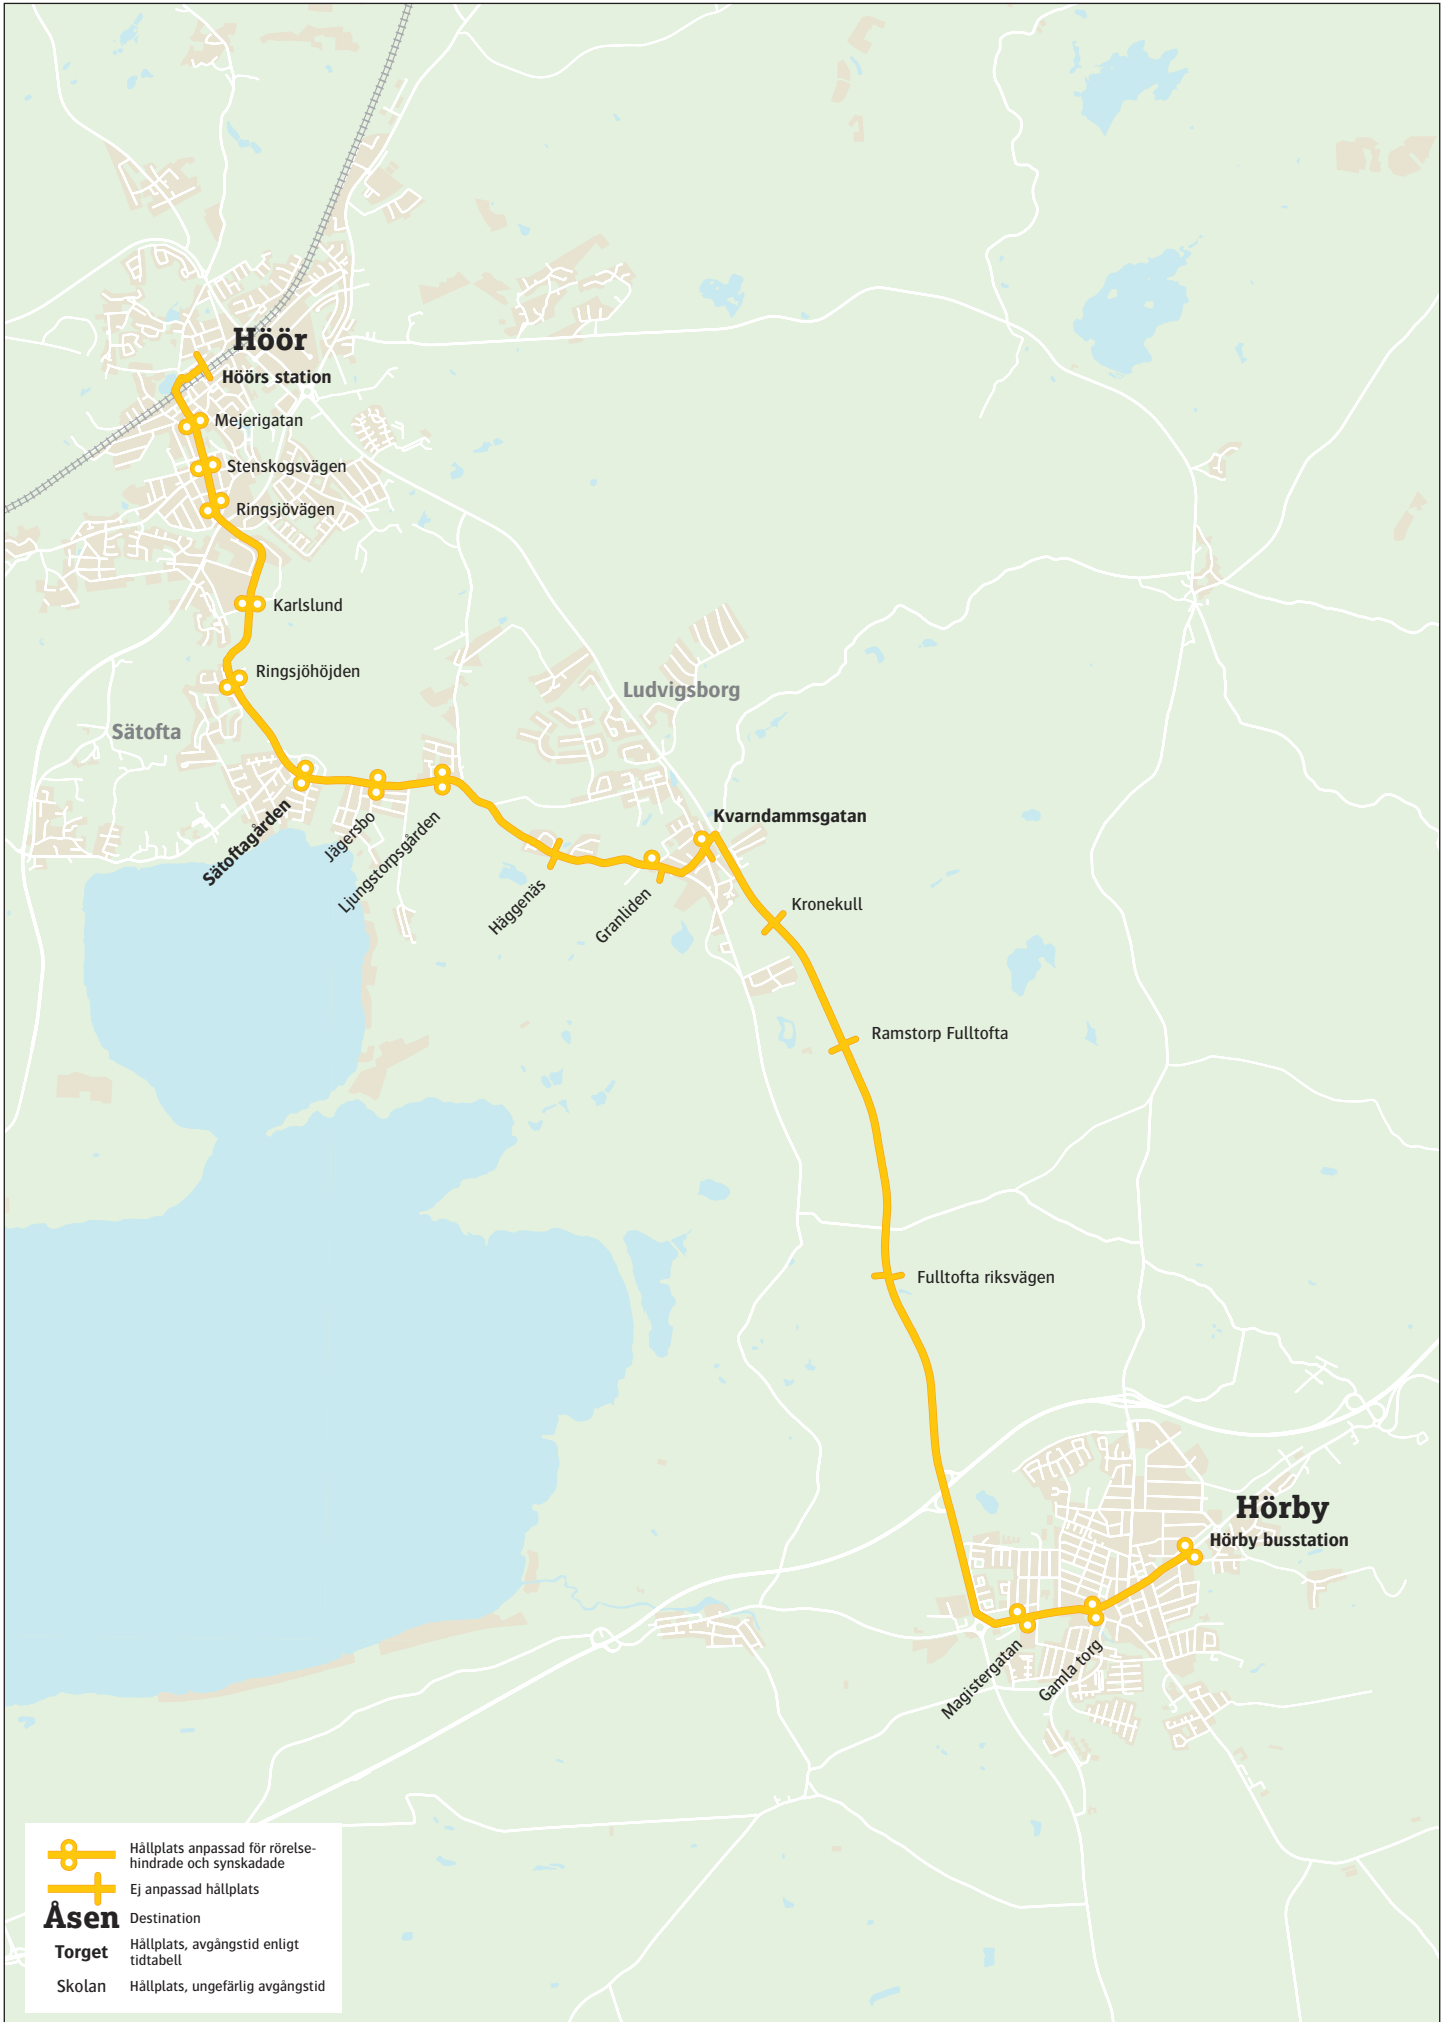 Höör
Höörs station
Mejerigatan
Stenskogsvägen
Ringsjövägen
Karlslund
Ringsjöhöjden
Ludvigsborg
Sätofta
Sätoftagården
Jägersbo
Ljungstorpsgården
Häggenäs
Granliden
Kvarndammsgatan
Kronekull
Ramstorp Fulltofta
Fulltofta riksvägen
Hörby
Hörby busstation
Magistergatan
Gamla torg
Hållplats anpassad för rörelse-
hindrade och synskadade
Ej anpassad hållplats
Åsen Destination
Torget Hållplats, avgångstid enligt
tidtabell
Skolan Hållplats, ungefärlig avgångstid